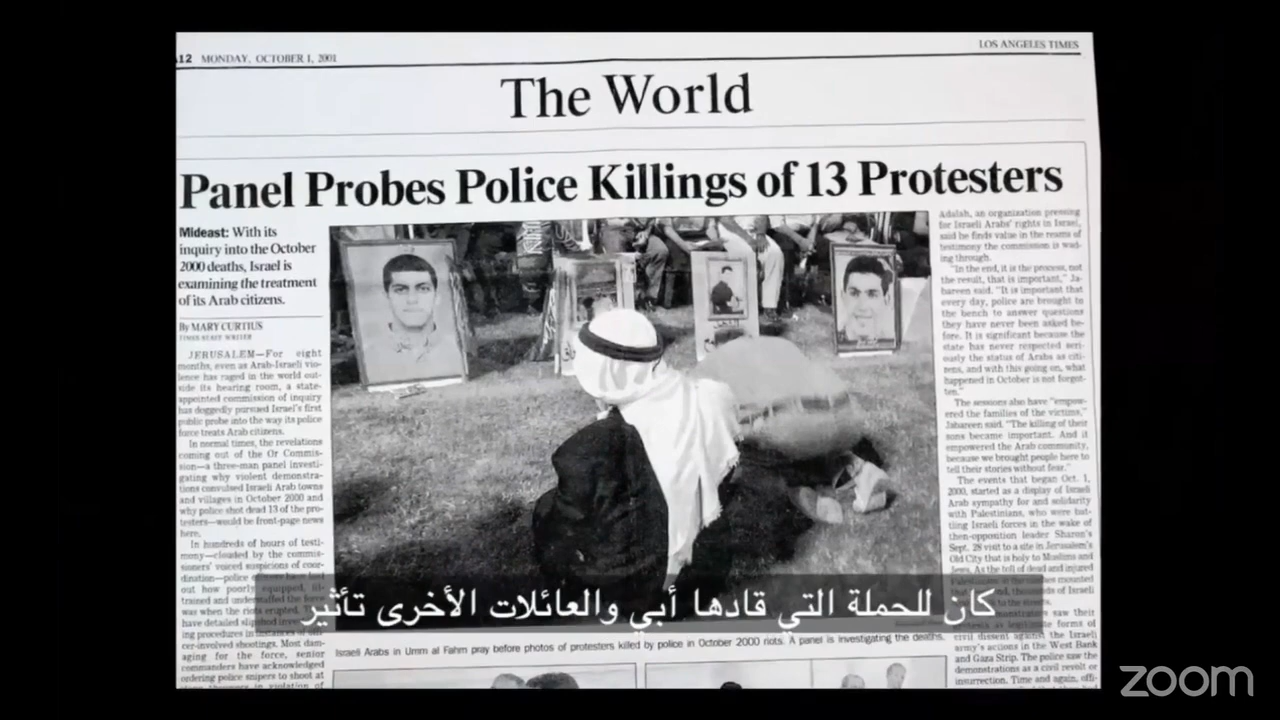 A12 MONDAY, OCTOBER 1, 2001
LOS ANGELES TIMES
The World
Panel Probes Police Killings of 13 Protesters
Mideast: With its
inquiry into the October
2000 deaths, Israel is
examining the treatment
of its Arab citizens.
By MARY CURTIUS
TIMES STAFF WRITER
JERUSALEM—For eight
months, even as Arab-Israeli vio-
lence has raged in the world out-
side its hearing room, a state-
appointed commission of inquiry
has doggedly pursued Israel's first
public probe into the way its police
force treats Arab citizens.
In normal times, the revelations
coming out of the Or Commis-
sion—a three-man panel investi-
gating why violent demonstra-
tions convulsed Israeli Arab towns
and villages in October 2000 and
why police shot dead 13 of the pro-
testers—would be front-page news
here.
In hundreds of hours of testi-
mony—clouded by the commis-
sioners' voiced suspicions of coor-
dination—police
out how poorly equipped,
trained and understaffed the force
was when the riots erupted.
have detailed
ing procedures in
cer-involved shootings. Most dam-
aging for the force, senior
commanders have acknowledged
ordering police snipers to shoot at
Israeli Arabs in Umm al Fahm pray before photos of protesters killed by police in October 2000 riots. A panel is investigating the deaths.
Adalah, an organization pressing
for Israeli Arabs' rights in Israel,
said he finds value in the reams of
testimony the commission is wad-
ing through.
"In the end, it is the process, not
the result, that is important," Ja-
bareen said. "It is important that
every day, police are brought to
the bench to answer questions
they have never been asked be-
fore. It is significant because the
state has never respected seri-
ously the status of Arabs as citi-
zens, and with this going on, what
happened in October is not forgot-
ten."
The sessions also have "empow-
ered the families of the victims,"
Jabareen said. "The killing of their
sons became important. And it
empowered the Arab community,
because we brought people here to
tell their stories without fear."
The events that began Oct. 1,
2000, started as a display of Israeli
Arab sympathy for and solidarity
with Palestinians, who were bat-
tling Israeli forces in the wake of
then-opposition leader Sharon's
Sept. 28 visit to a site in Jerusalem's
Old City that is holy to Muslims and
Jews. As the toll of dead and injured
mounted
of Israeli
saw their
forms of
civil dissent against the Israeli
army's actions in the West Bank
and Gaza Strip. The police saw the
demonstrations as a civil revolt or
insurrection. Time and again, offi-
كان للحملة التي قادها أبي والعائلات الأخرى تأثير
zoom